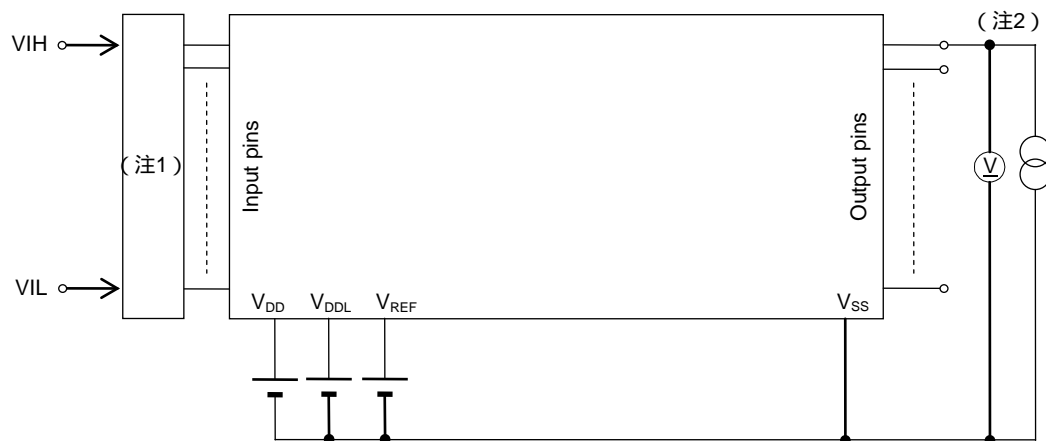 (注2)
VIH
(注1)
Input pins
Output pins
V
VIL
VDD
VDDL
VREF
VSS